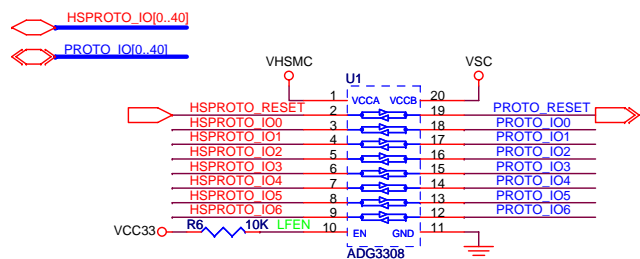 HSPROTO_IO[0..40]
PROTO_IO[0..40]
VHSMC
U1
VSC
1 VCCA VCCB 20
HSPROTO_RESET 2 19 PROTO_RESET
HSPROTO_IO0 3 18 PROTO_IO0
HSPROTO_IO1 4 17 PROTO_IO1
HSPROTO_IO2 5 16 PROTO_IO2
HSPROTO_IO3 6 15 PROTO_IO3
HSPROTO_IO4 7 14 PROTO_IO4
HSPROTO_IO5 8 13 PROTO_IO5
HSPROTO_IO6 9 12 PROTO_IO6
VCC33 R6 10K LFEN 10 EN GND 11
ADG3308